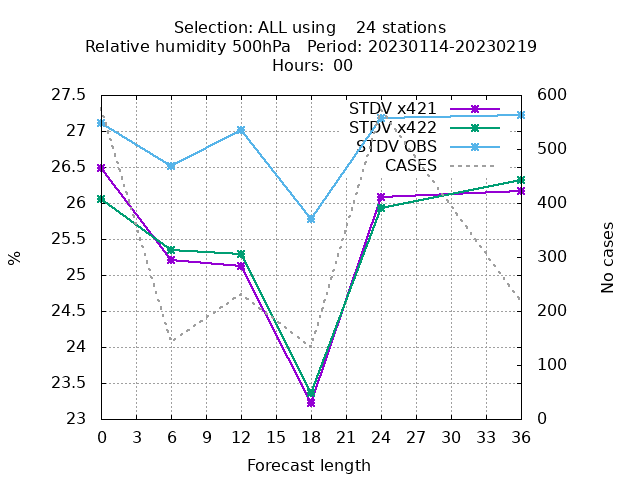 Selection: ALL using    24 stations
Relative humidity 500hPa   Period: 20230114-20230219
Hours:  00
STDV x421
STDV x422
STDV OBS
CASES
27.5
27
26.5
26
25.5
25
24.5
24
23.5
23
%
600
500
400
300
200
100
0
No cases
0 3 6 9 12 15 18 21 24 27 30 33 36
Forecast length